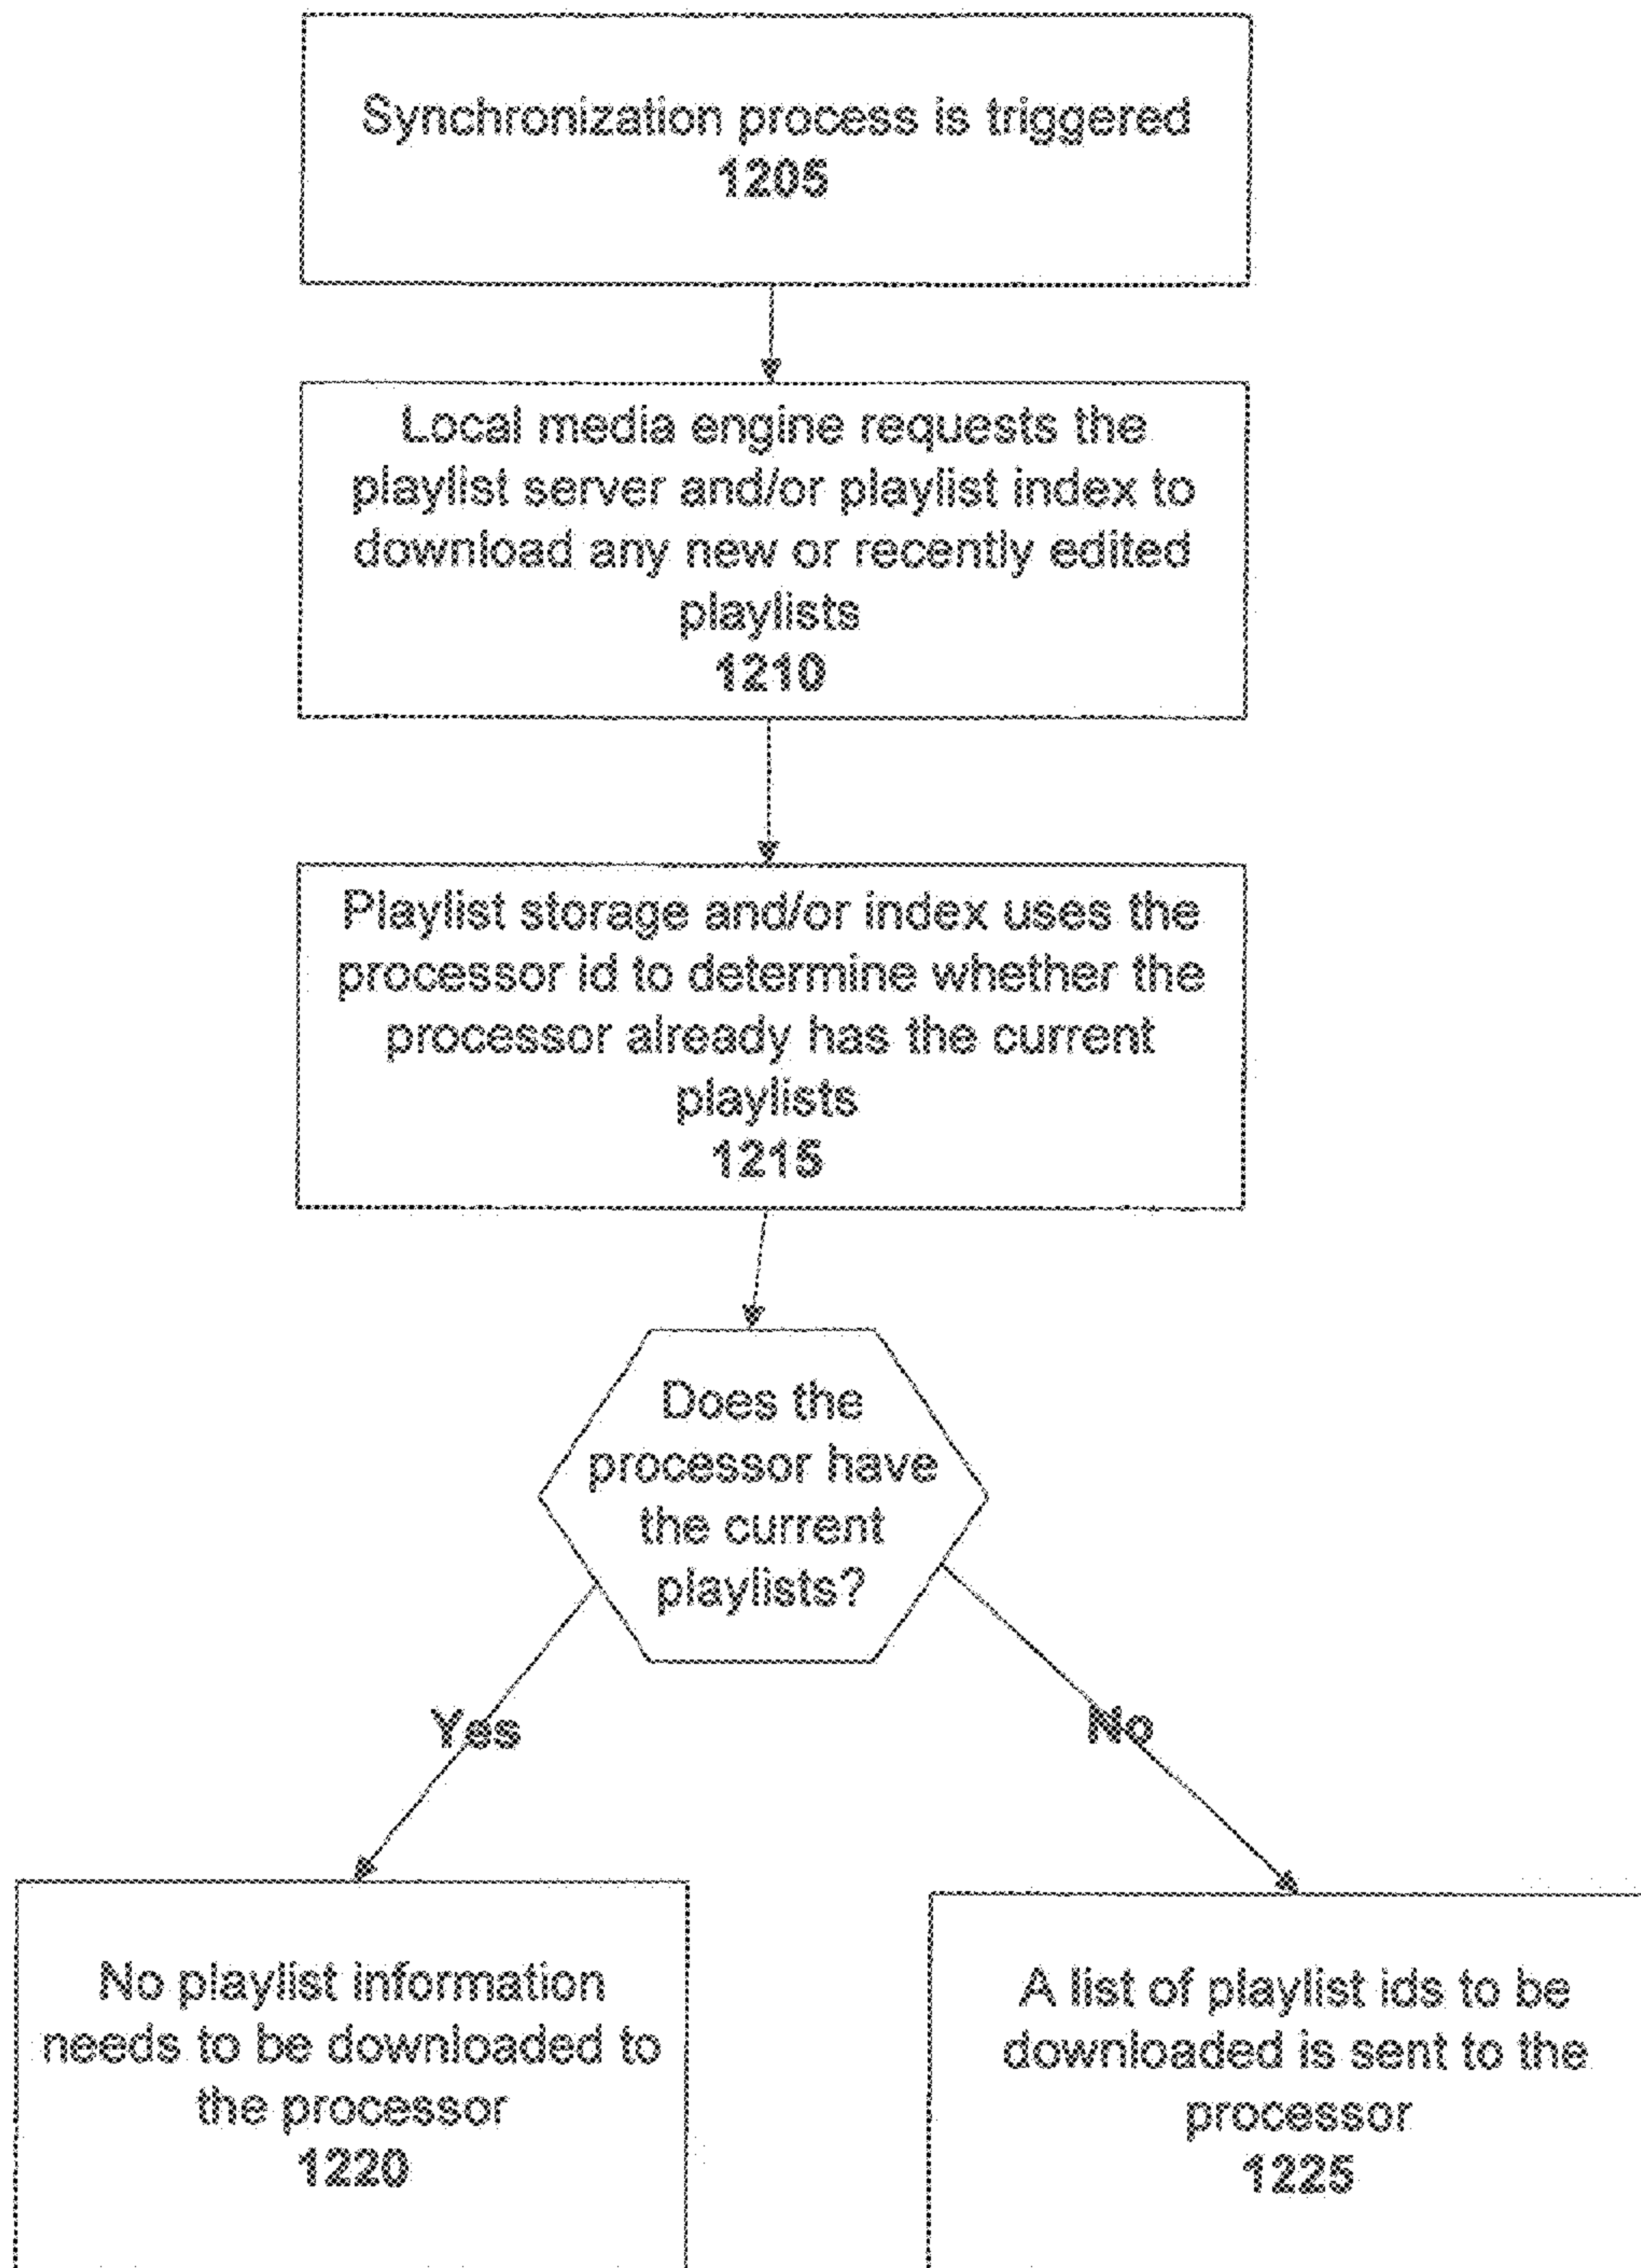 Synchronization process is triggered
1205
Local media engine requests the
playlist server and/or playlist index to
download any new or recently edited
playlists
1210
Playlist storage and/or index uses the
processor id to determine whether the
processor already has the current
playlists
1215
Does the
processor have
the current
playlists?
Yes
No
No playlist information
needs to be downloaded to
the processor
1220
A list of playlist ids to be
downloaded is sent to the
processor
1225